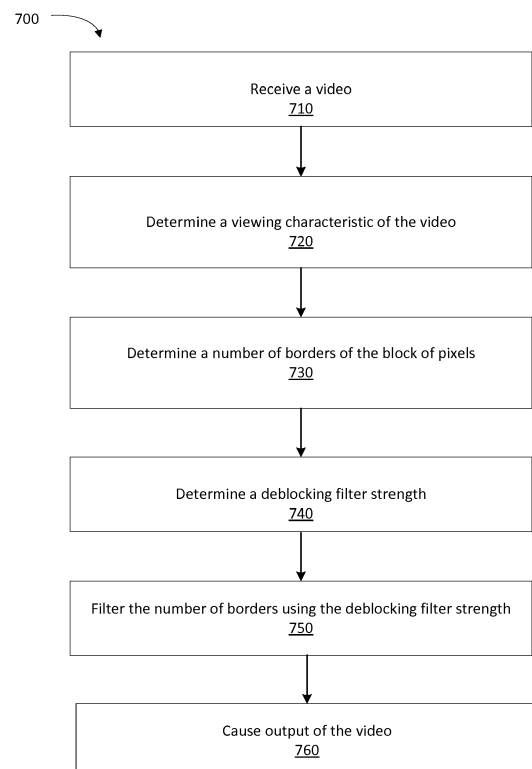 700
Receive a video
710
Determine a viewing characteristic of the video
720
Determine a number of borders of the block of pixels
730
Determine a deblocking filter strength
740
Filter the number of borders using the deblocking filter strength
750
Cause output of the video
760